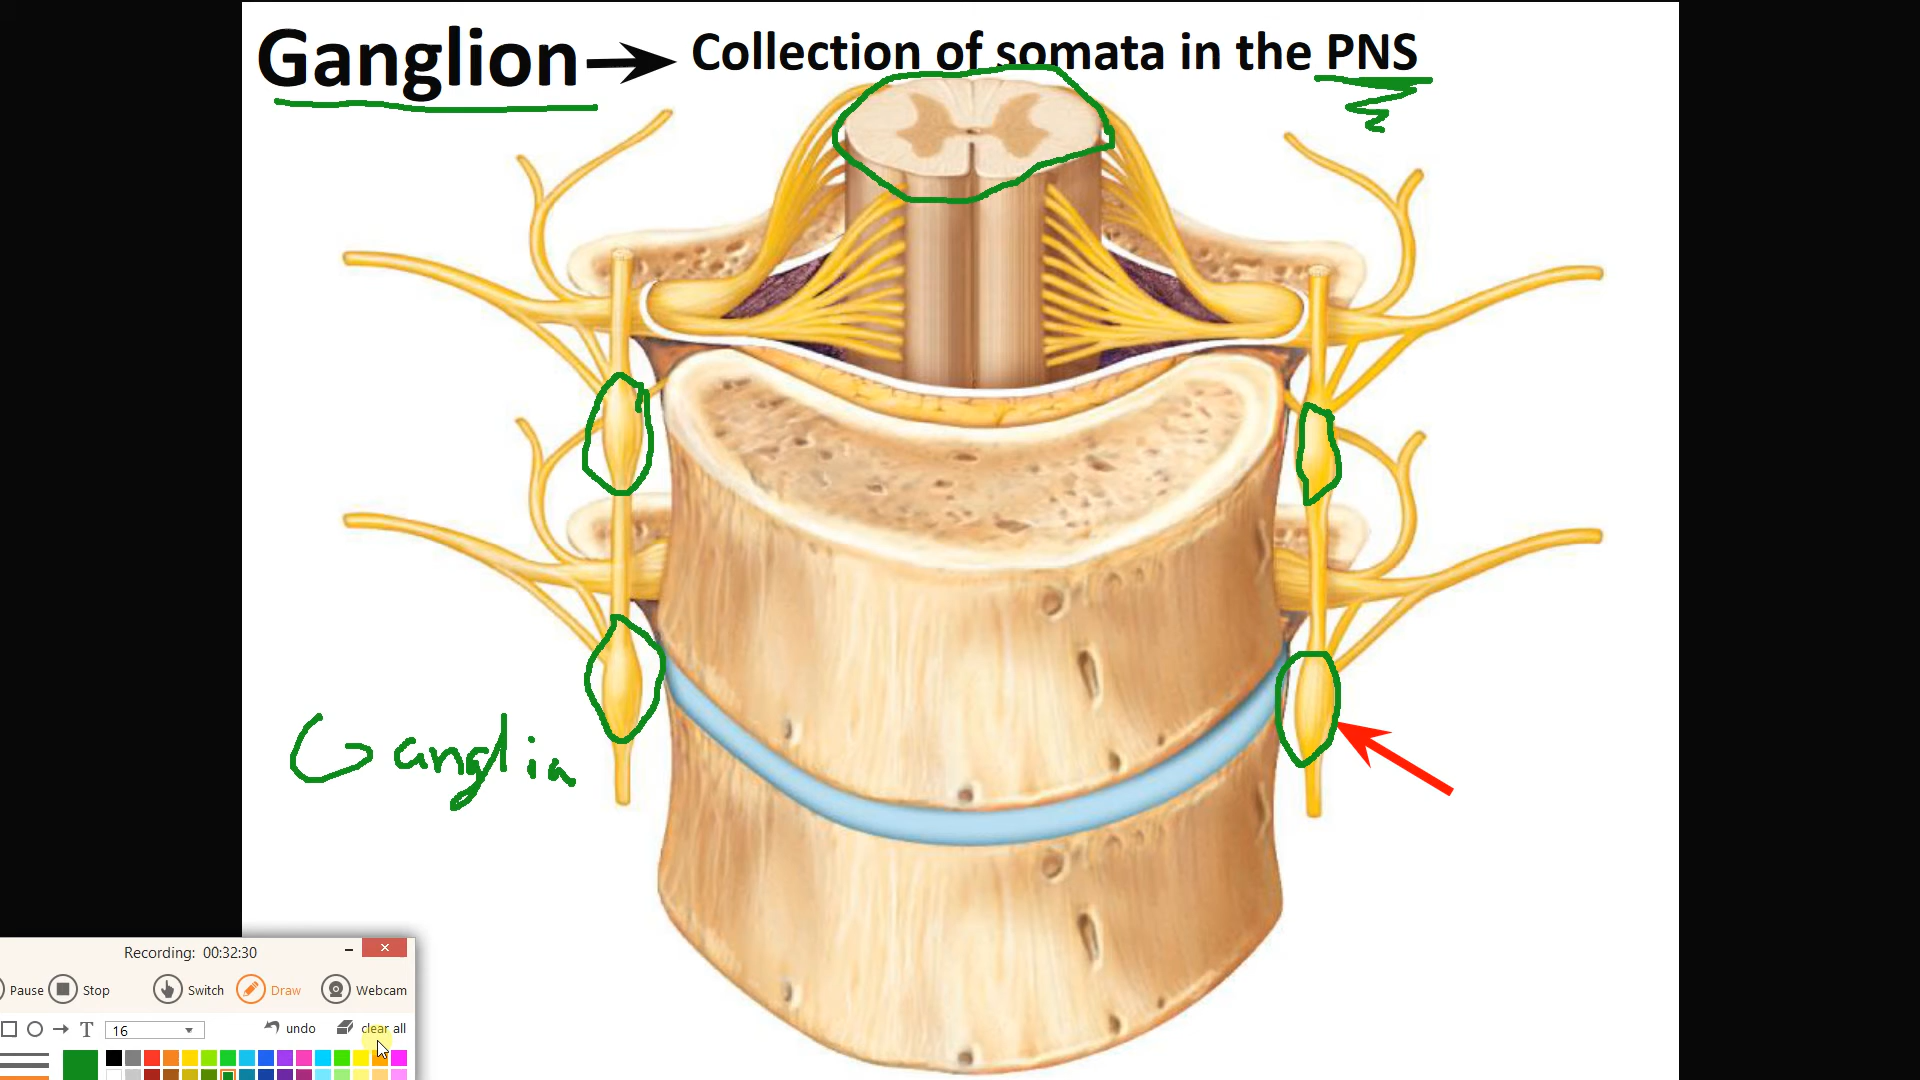 Ganglion → Collection of somata in the PNS
Ganglia
Recording: 00:32:30
Pause Stop Switch Draw Webcam
T 16 undo clear all